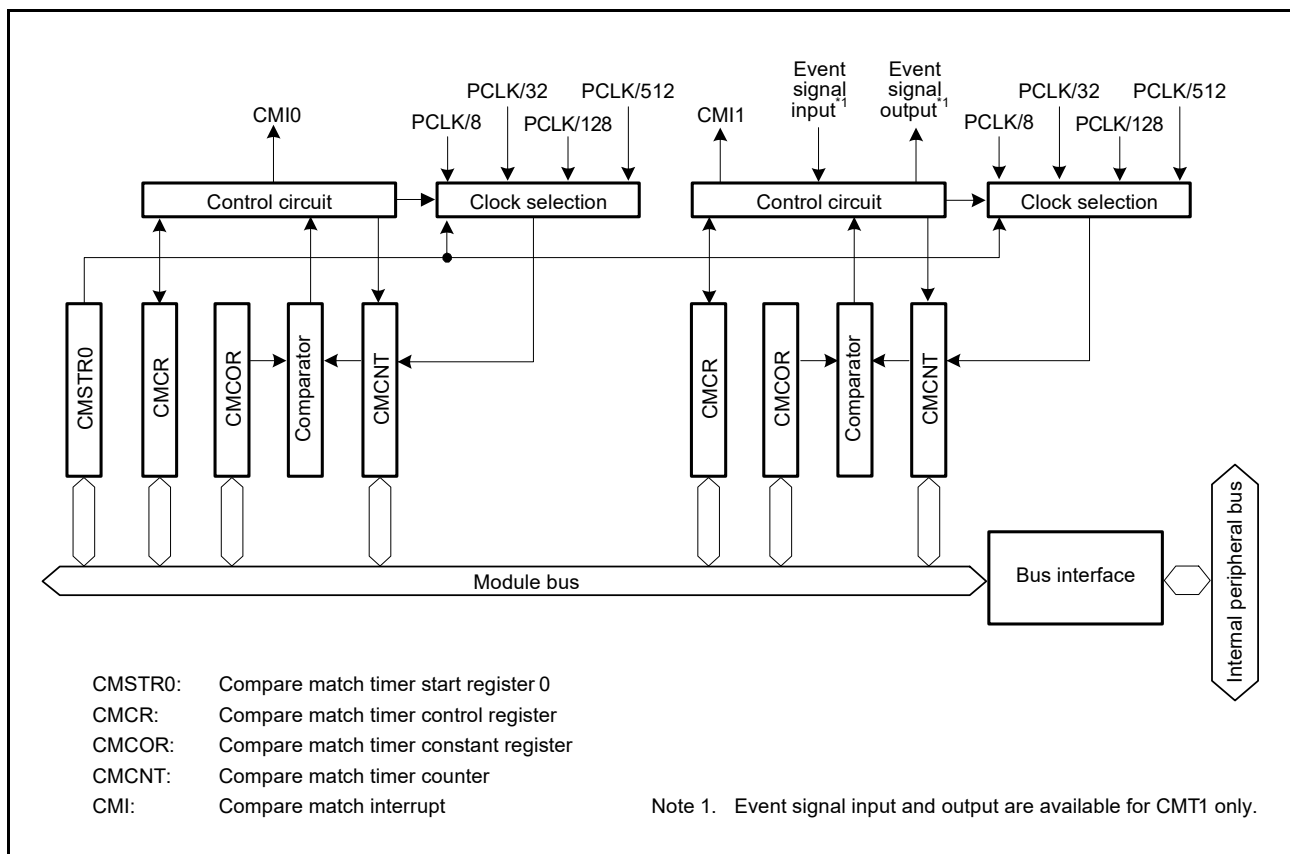 CMI0
PCLK/8
PCLK/32
PCLK/128
PCLK/512
CMI1
Event
signal
input*1
Event
signal
output*1
PCLK/8
PCLK/32
PCLK/128
PCLK/512
Control circuit
Clock selection
Control circuit
Clock selection
CMSTR0
CMCR
CMCOR
Comparator
CMCNT
CMCR
CMCOR
Comparator
CMCNT
Module bus
Bus interface
Internal peripheral bus
CMSTR0: Compare match timer start register 0
CMCR: Compare match timer control register
CMCOR: Compare match timer constant register
CMCNT: Compare match timer counter
CMI: Compare match interrupt
Note 1. Event signal input and output are available for CMT1 only.